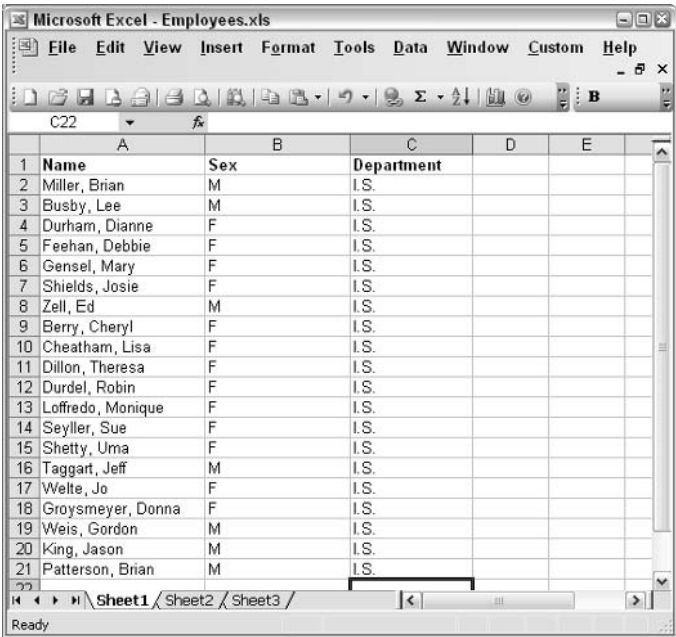 Microsoft Excel - Employees.xls
File Edit View Insert Format Tools Data Window Custom Help
Σ B
C22 fx
A B C D E
1 Name Sex Department
2 Miller, Brian M I.S.
3 Busby, Lee M I.S.
4 Durham, Dianne F I.S.
5 Feehan, Debbie F I.S.
6 Gensel, Mary F I.S.
7 Shields, Josie F I.S.
8 Zell, Ed M I.S.
9 Berry, Cheryl F I.S.
10 Cheatham, Lisa F I.S.
11 Dillon, Theresa F I.S.
12 Durdel, Robin F I.S.
13 Loffredo, Monique F I.S.
14 Seyller, Sue F I.S.
15 Shetty, Uma F I.S.
16 Taggart, Jeff M I.S.
17 Welte, Jo F I.S.
18 Groysmeyer, Donna F I.S.
19 Weis, Gordon M I.S.
20 King, Jason M I.S.
21 Patterson, Brian M I.S.
22
Sheet1 / Sheet2 / Sheet3 /
Ready